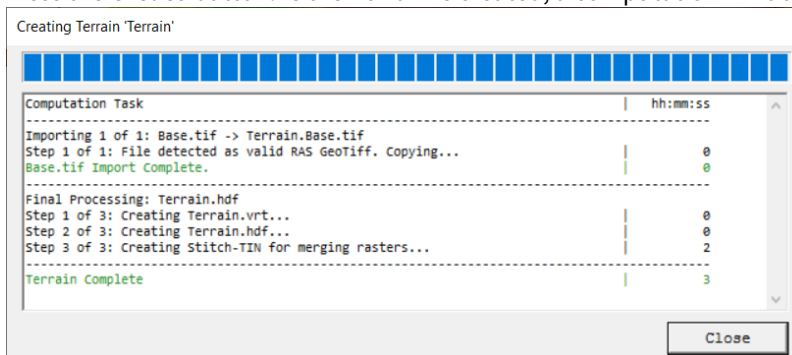 Creating Terrain 'Terrain'
Computation Task | hh:mm:ss
Importing 1 of 1: Base.tif -> Terrain.Base.tif
Step 1 of 1: File detected as valid RAS GeoTiff. Copying... | 0
Base.tif Import Complete. | 0
Final Processing: Terrain.hdf
Step 1 of 3: Creating Terrain.vrt... | 0
Step 2 of 3: Creating Terrain.hdf... | 0
Step 3 of 3: Creating Stitch-TIN for merging rasters... | 2
Terrain Complete | 3
Close